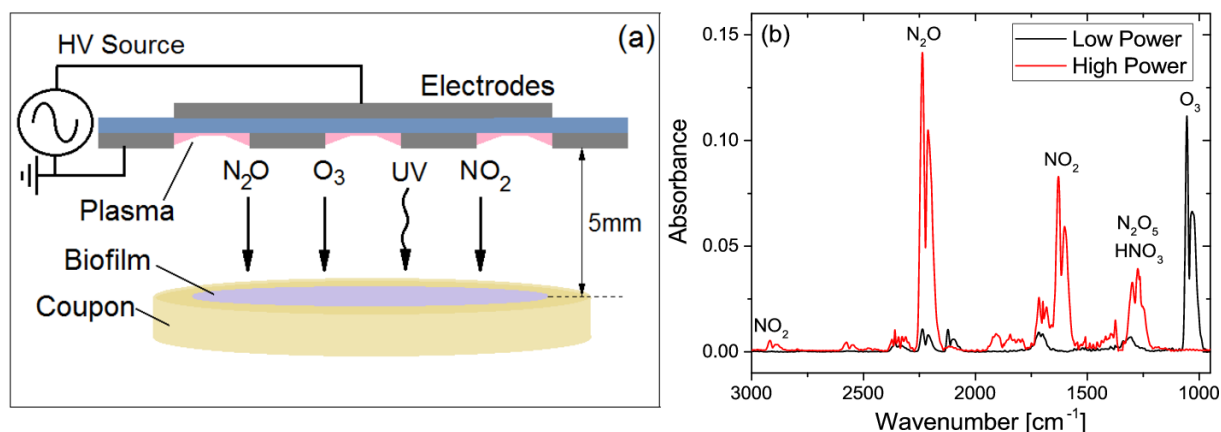 (a)
HV Source
Electrodes
Plasma
N₂O O₃ UV NO₂
5mm
Biofilm
Coupon
(b)
Low Power
High Power
N₂O
O₃
NO₂
N₂O₅
HNO₃
NO₂
Absorbance
0.15
0.10
0.05
0.00
3000 2500 2000 1500 1000
Wavenumber [cm⁻¹]